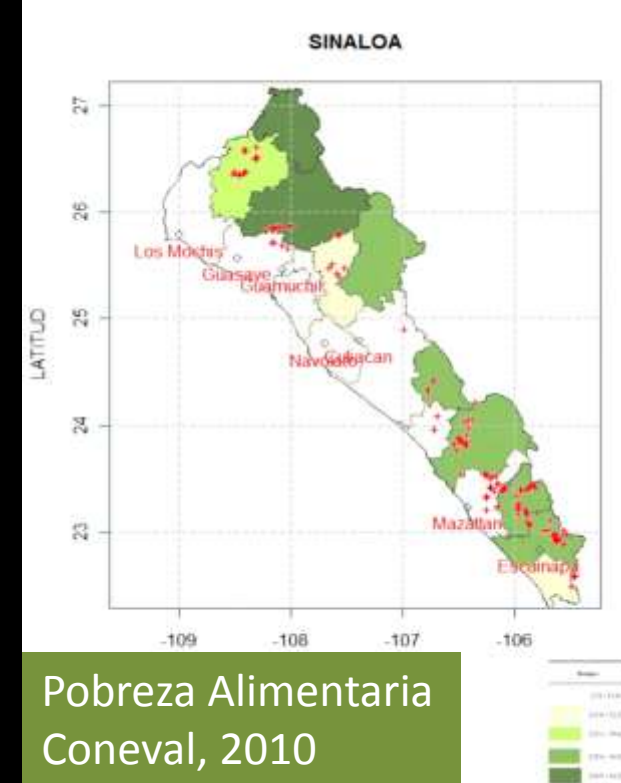 SINALOA
27
26
25
24
23
LATITUD
Los Mochis
Guasave
Guamuchil
Navolato
Culiacan
Mazatlan
Escuinapa
-109
-108
-107
-106
Pobreza Alimentaria
Coneval, 2010